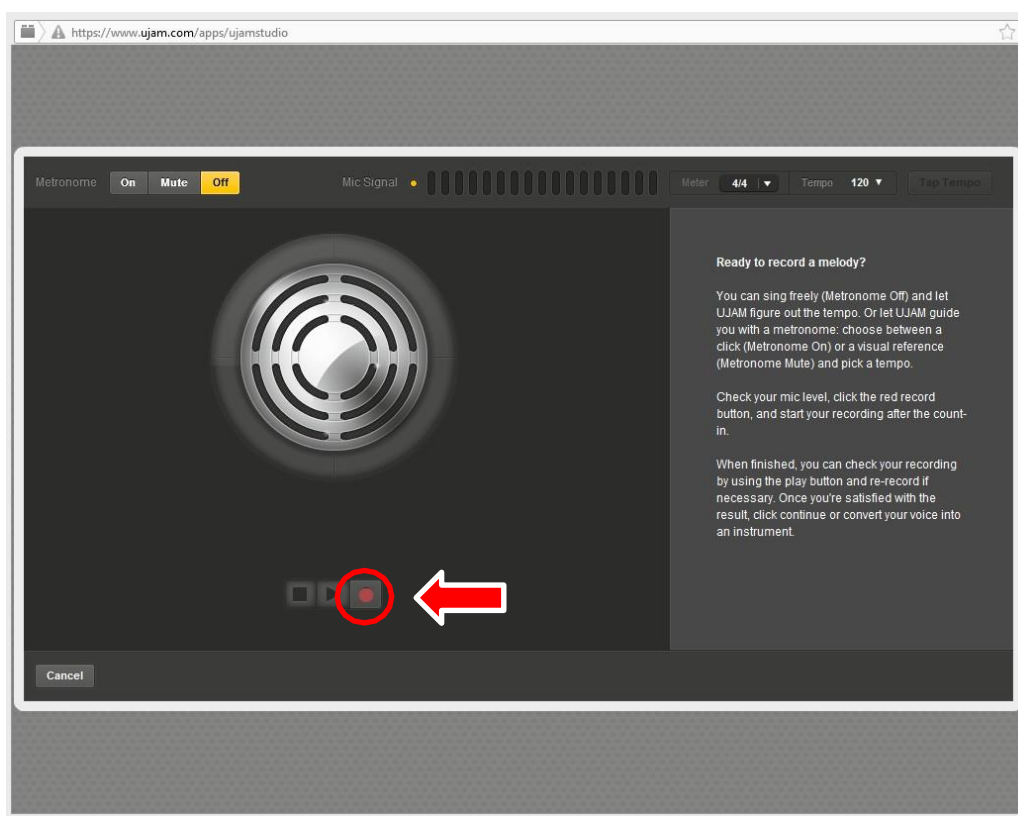 https://www.ujam.com/apps/ujamstudio
Metronome On Mute Off Mic Signal Meter 4/4 Tempo 120 Tap Tempo
Ready to record a melody?
You can sing freely (Metronome Off) and let
UJAM figure out the tempo. Or let UJAM guide
you with a metronome: choose between a
click (Metronome On) or a visual reference
(Metronome Mute) and pick a tempo.
Check your mic level, click the red record
button, and start your recording after the count-
in.
When finished, you can check your recording
by using the play button and re-record if
necessary. Once you're satisfied with the
result, click continue or convert your voice into
an instrument.
Cancel